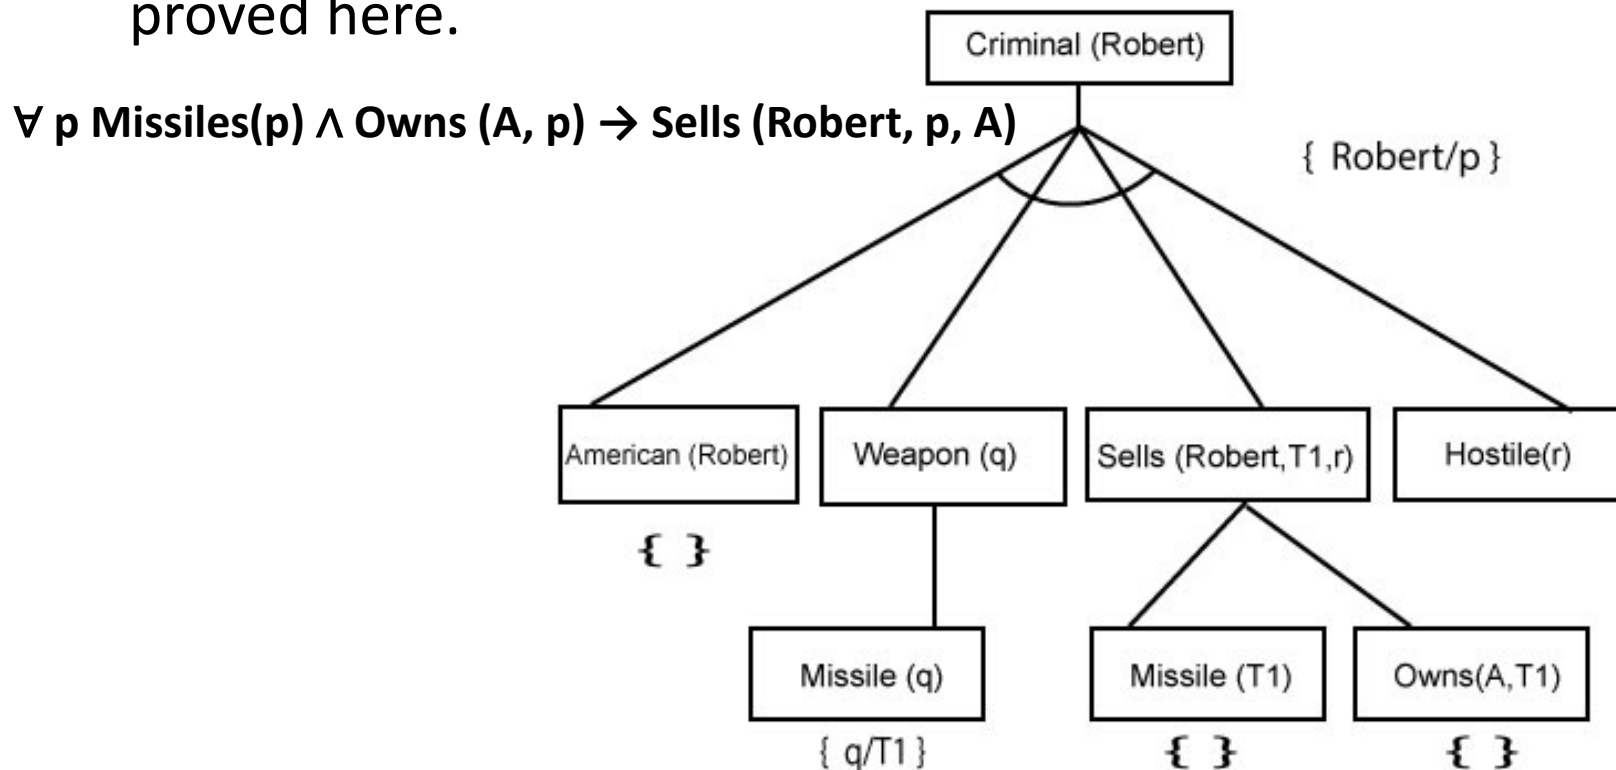 proved here.
∀ p Missiles(p) ∧ Owns (A, p) → Sells (Robert, p, A)
Criminal (Robert)
{ Robert/p }
American (Robert)
Weapon (q)
Sells (Robert,T1,r)
Hostile(r)
{ }
Missile (q)
Missile (T1)
Owns(A,T1)
{ q/T1 }
{ }
{ }